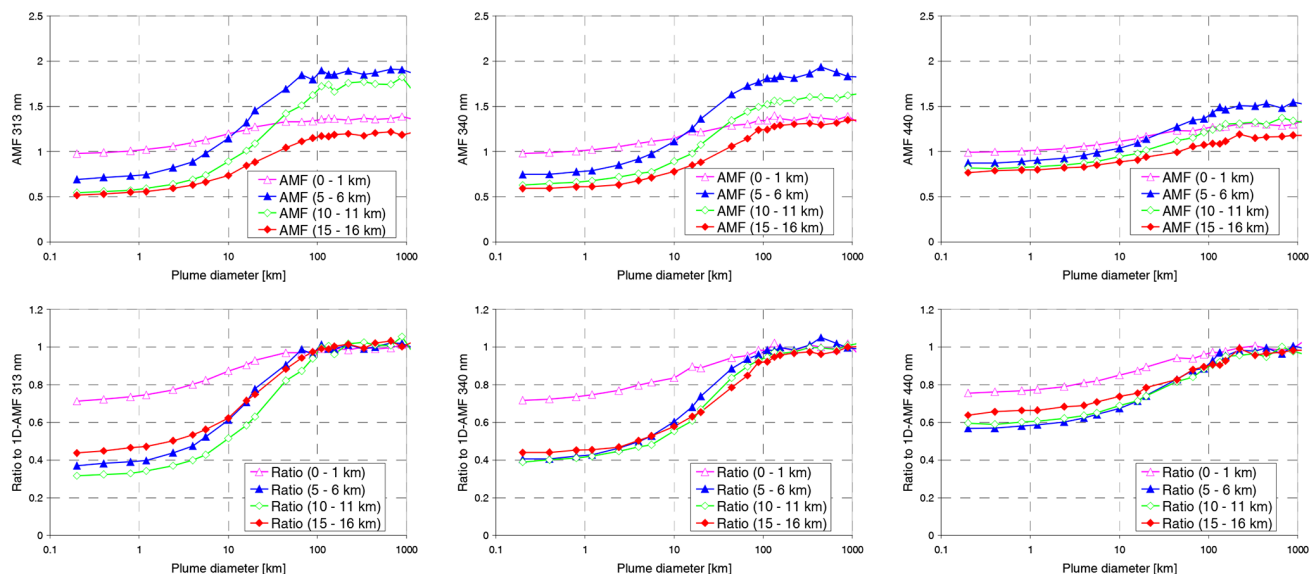 2.5
2
1.5
1
0.5
0
AMF 313 nm
AMF (0 - 1 km)
AMF (5 - 6 km)
AMF (10 - 11 km)
AMF (15 - 16 km)
0.1 1 10 100 1000
Plume diameter [km]
2.5
2
1.5
1
0.5
0
AMF 340 nm
AMF (0 - 1 km)
AMF (5 - 6 km)
AMF (10 - 11 km)
AMF (15 - 16 km)
0.1 1 10 100 1000
Plume diameter [km]
2.5
2
1.5
1
0.5
0
AMF 440 nm
AMF (0 - 1 km)
AMF (5 - 6 km)
AMF (10 - 11 km)
AMF (15 - 16 km)
0.1 1 10 100 1000
Plume diameter [km]
1.2
1
0.8
0.6
0.4
0.2
0
Ratio to 1D-AMF 313 nm
Ratio (0 - 1 km)
Ratio (5 - 6 km)
Ratio (10 - 11 km)
Ratio (15 - 16 km)
0.1 1 10 100 1000
Plume diameter [km]
1.2
1
0.8
0.6
0.4
0.2
0
Ratio to 1D-AMF 340 nm
Ratio (0 - 1 km)
Ratio (5 - 6 km)
Ratio (10 - 11 km)
Ratio (15 - 16 km)
0.1 1 10 100 1000
Plume diameter [km]
1.2
1
0.8
0.6
0.4
0.2
0
Ratio to 1D-AMF 440 nm
Ratio (0 - 1 km)
Ratio (5 - 6 km)
Ratio (10 - 11 km)
Ratio (15 - 16 km)
0.1 1 10 100 1000
Plume diameter [km]